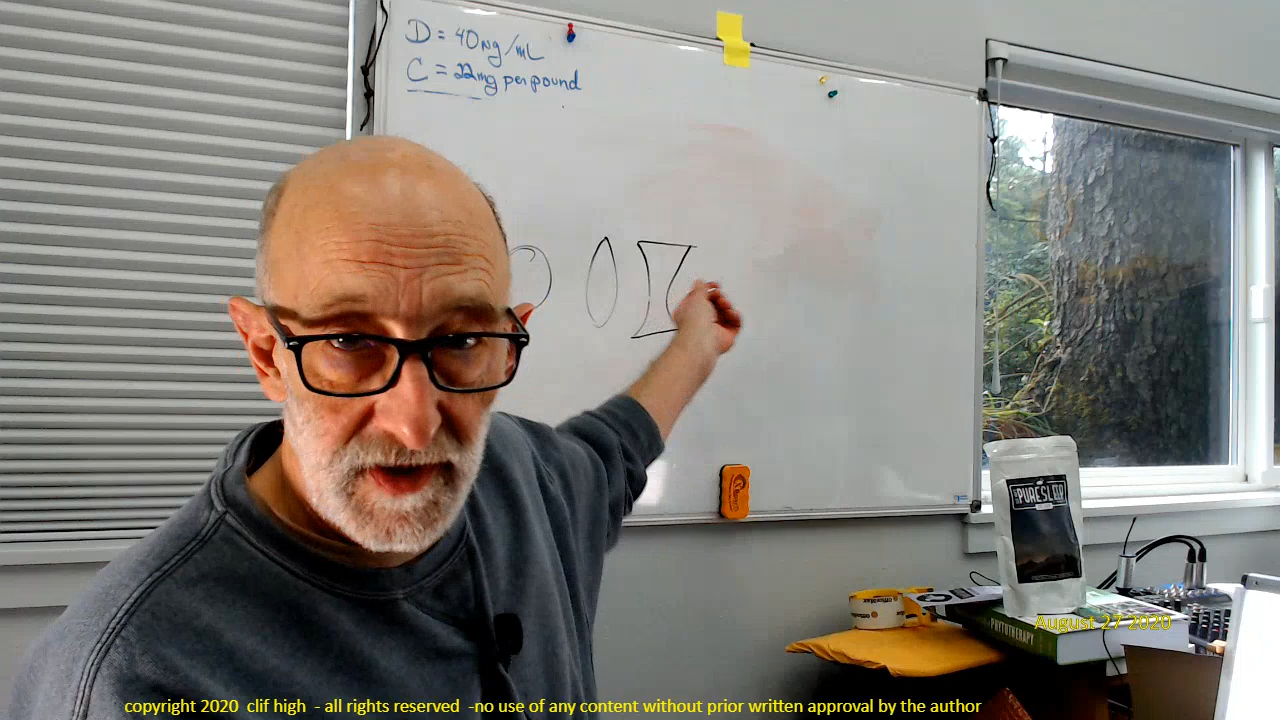 D = 40ng/mL
C = 22mg per pound
PURESLEEP
PHYTOTHERAPY
August 27 2020
copyright 2020 clif high - all rights reserved -no use of any content without prior written approval by the author